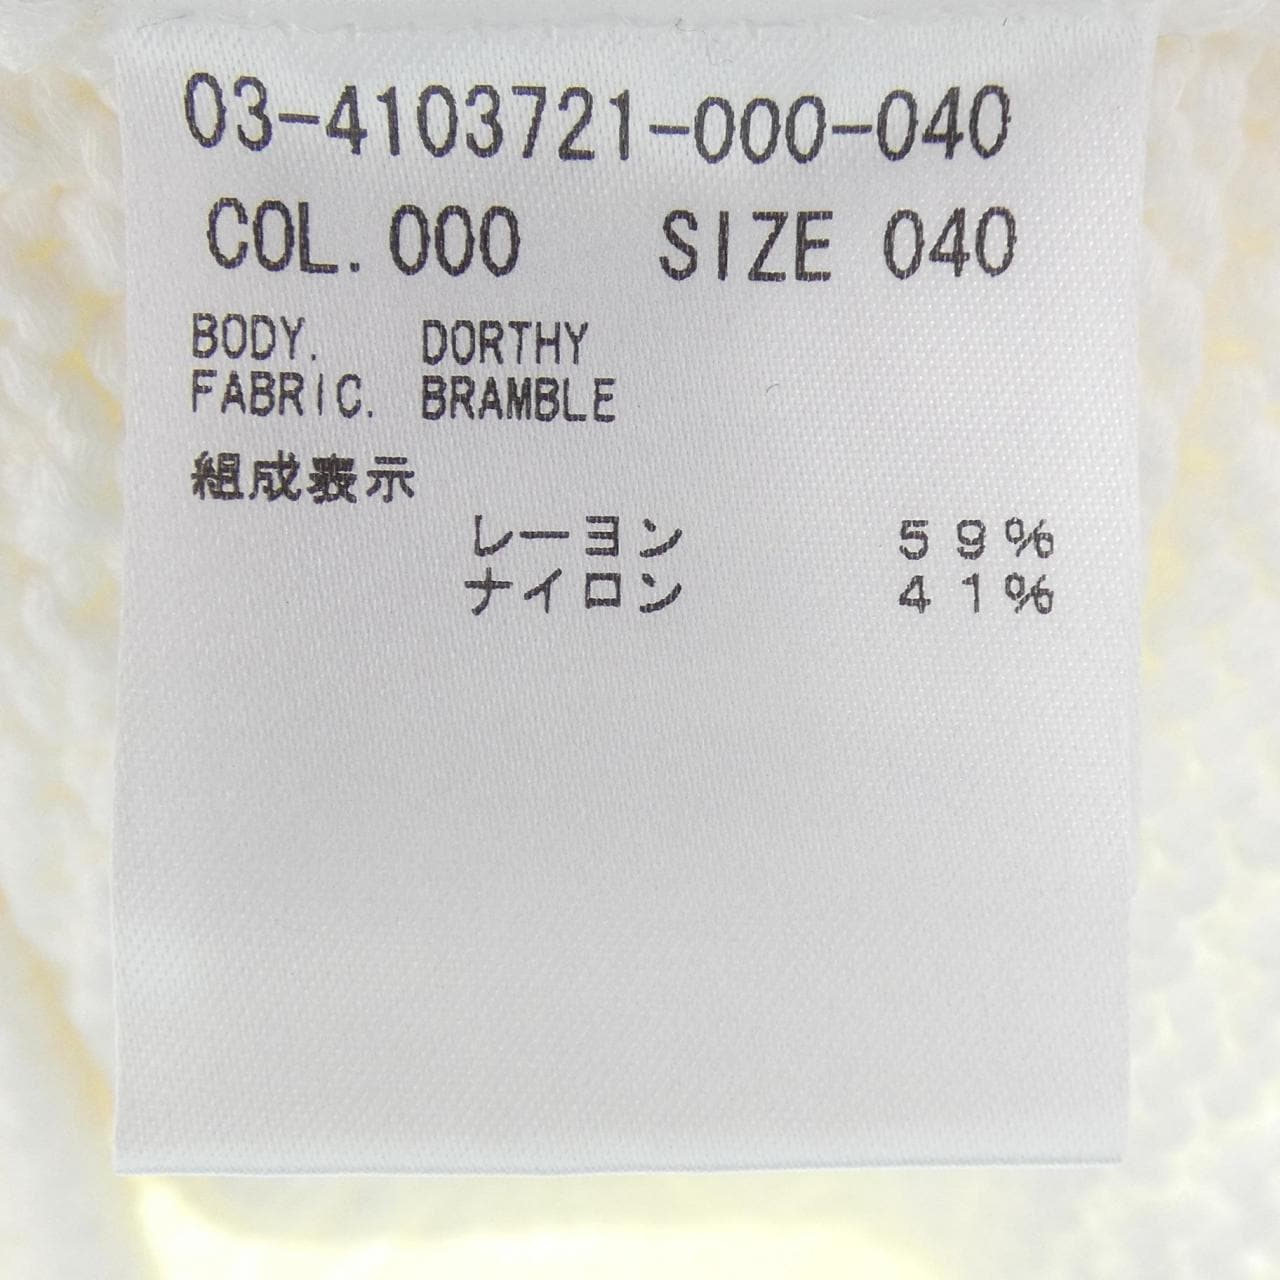 03-4103721-000-040
COL. 000 SIZE 040
BODY. DORTHY
FABRIC. BRAMBLE
組成表示
レーヨン 59%
ナイロン 41%